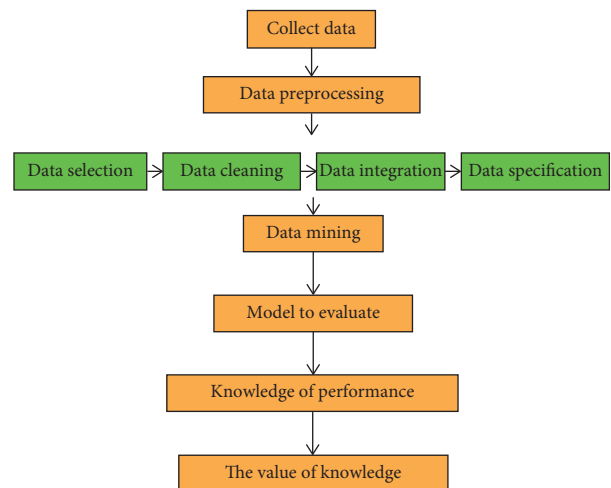 Collect data
Data preprocessing
Data selection
Data cleaning
Data integration
Data specification
Data mining
Model to evaluate
Knowledge of performance
The value of knowledge